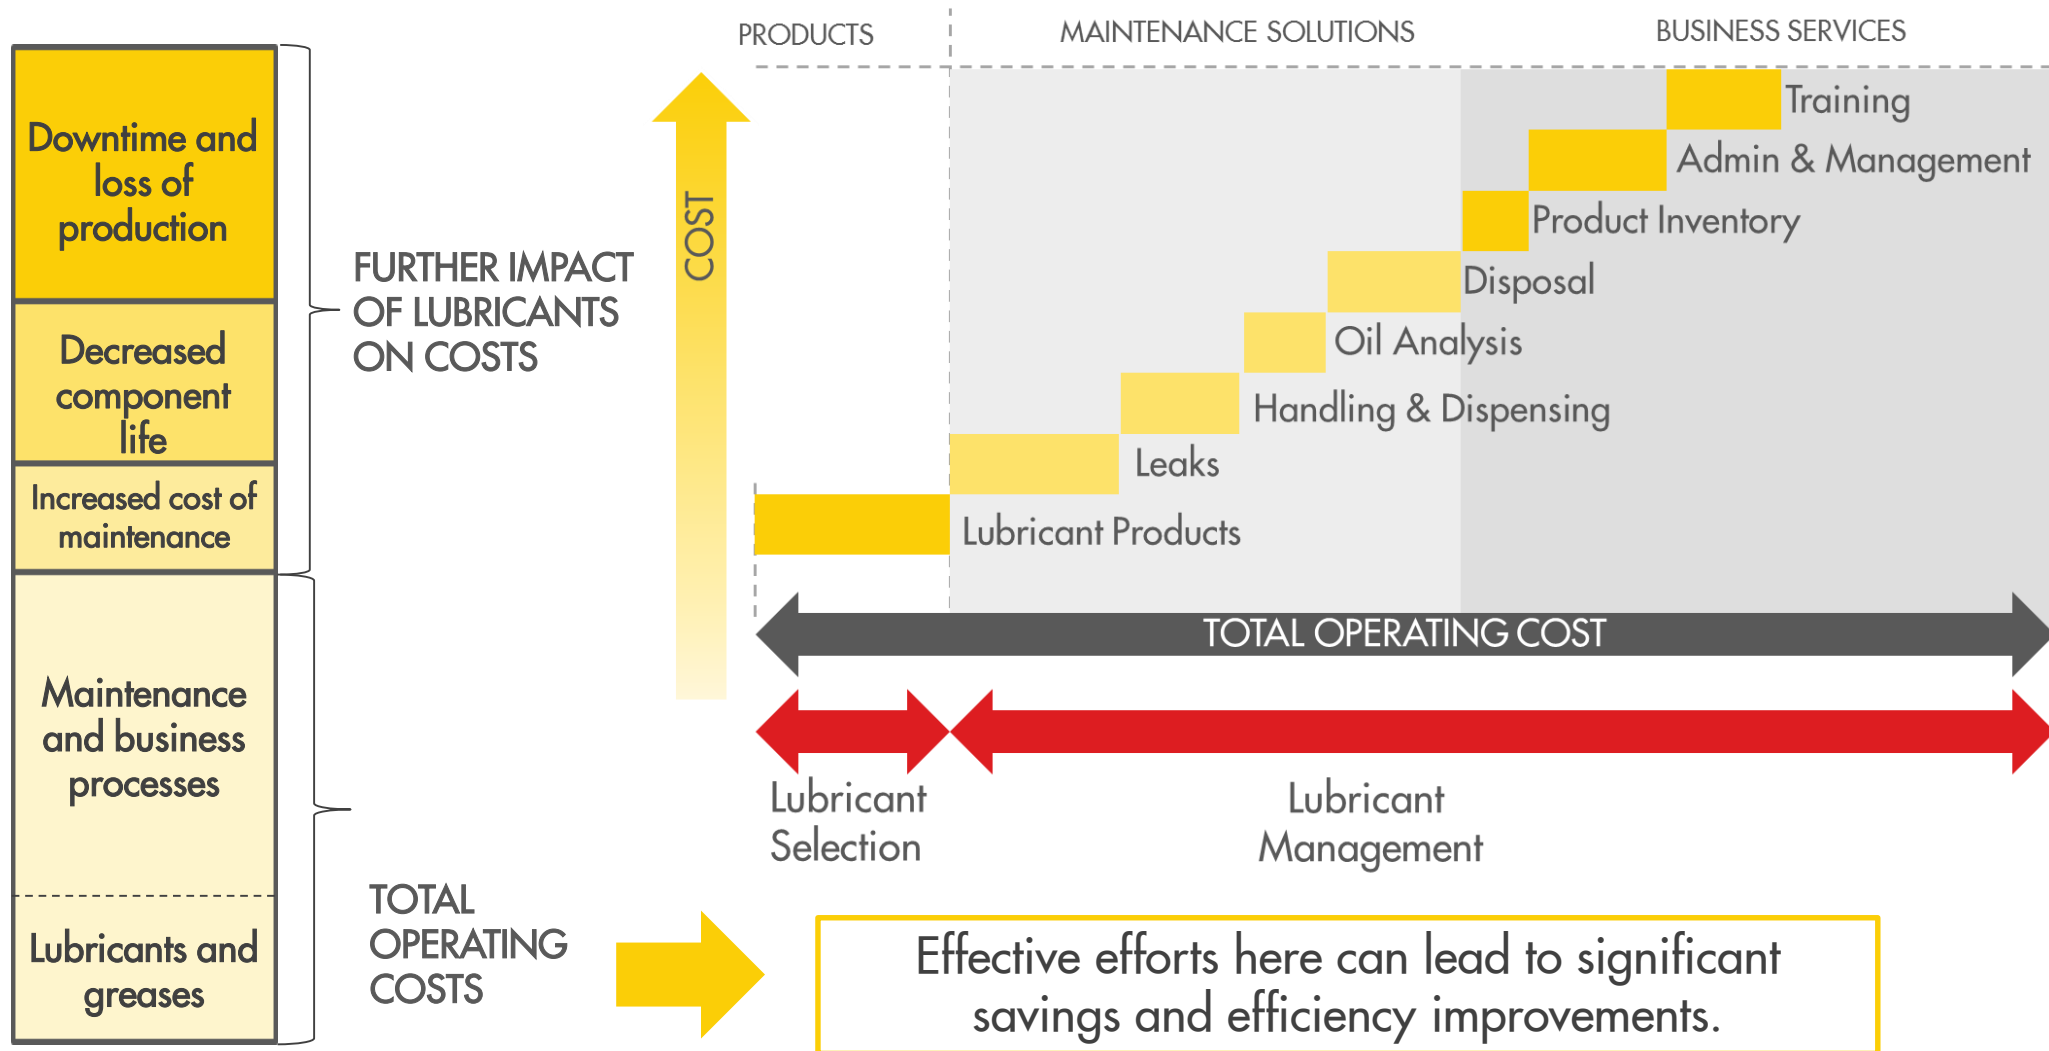 Downtime and
loss of
production
Decreased
component
life
Increased cost of
maintenance
Maintenance
and business
processes
Lubricants and
greases
FURTHER IMPACT
OF LUBRICANTS
ON COSTS
TOTAL
OPERATING
COSTS
COST
PRODUCTS
MAINTENANCE SOLUTIONS
BUSINESS SERVICES
Training
Admin & Management
Product Inventory
Disposal
Oil Analysis
Handling & Dispensing
Leaks
Lubricant Products
TOTAL OPERATING COST
Lubricant
Selection
Lubricant
Management
Effective efforts here can lead to significant
savings and efficiency improvements.